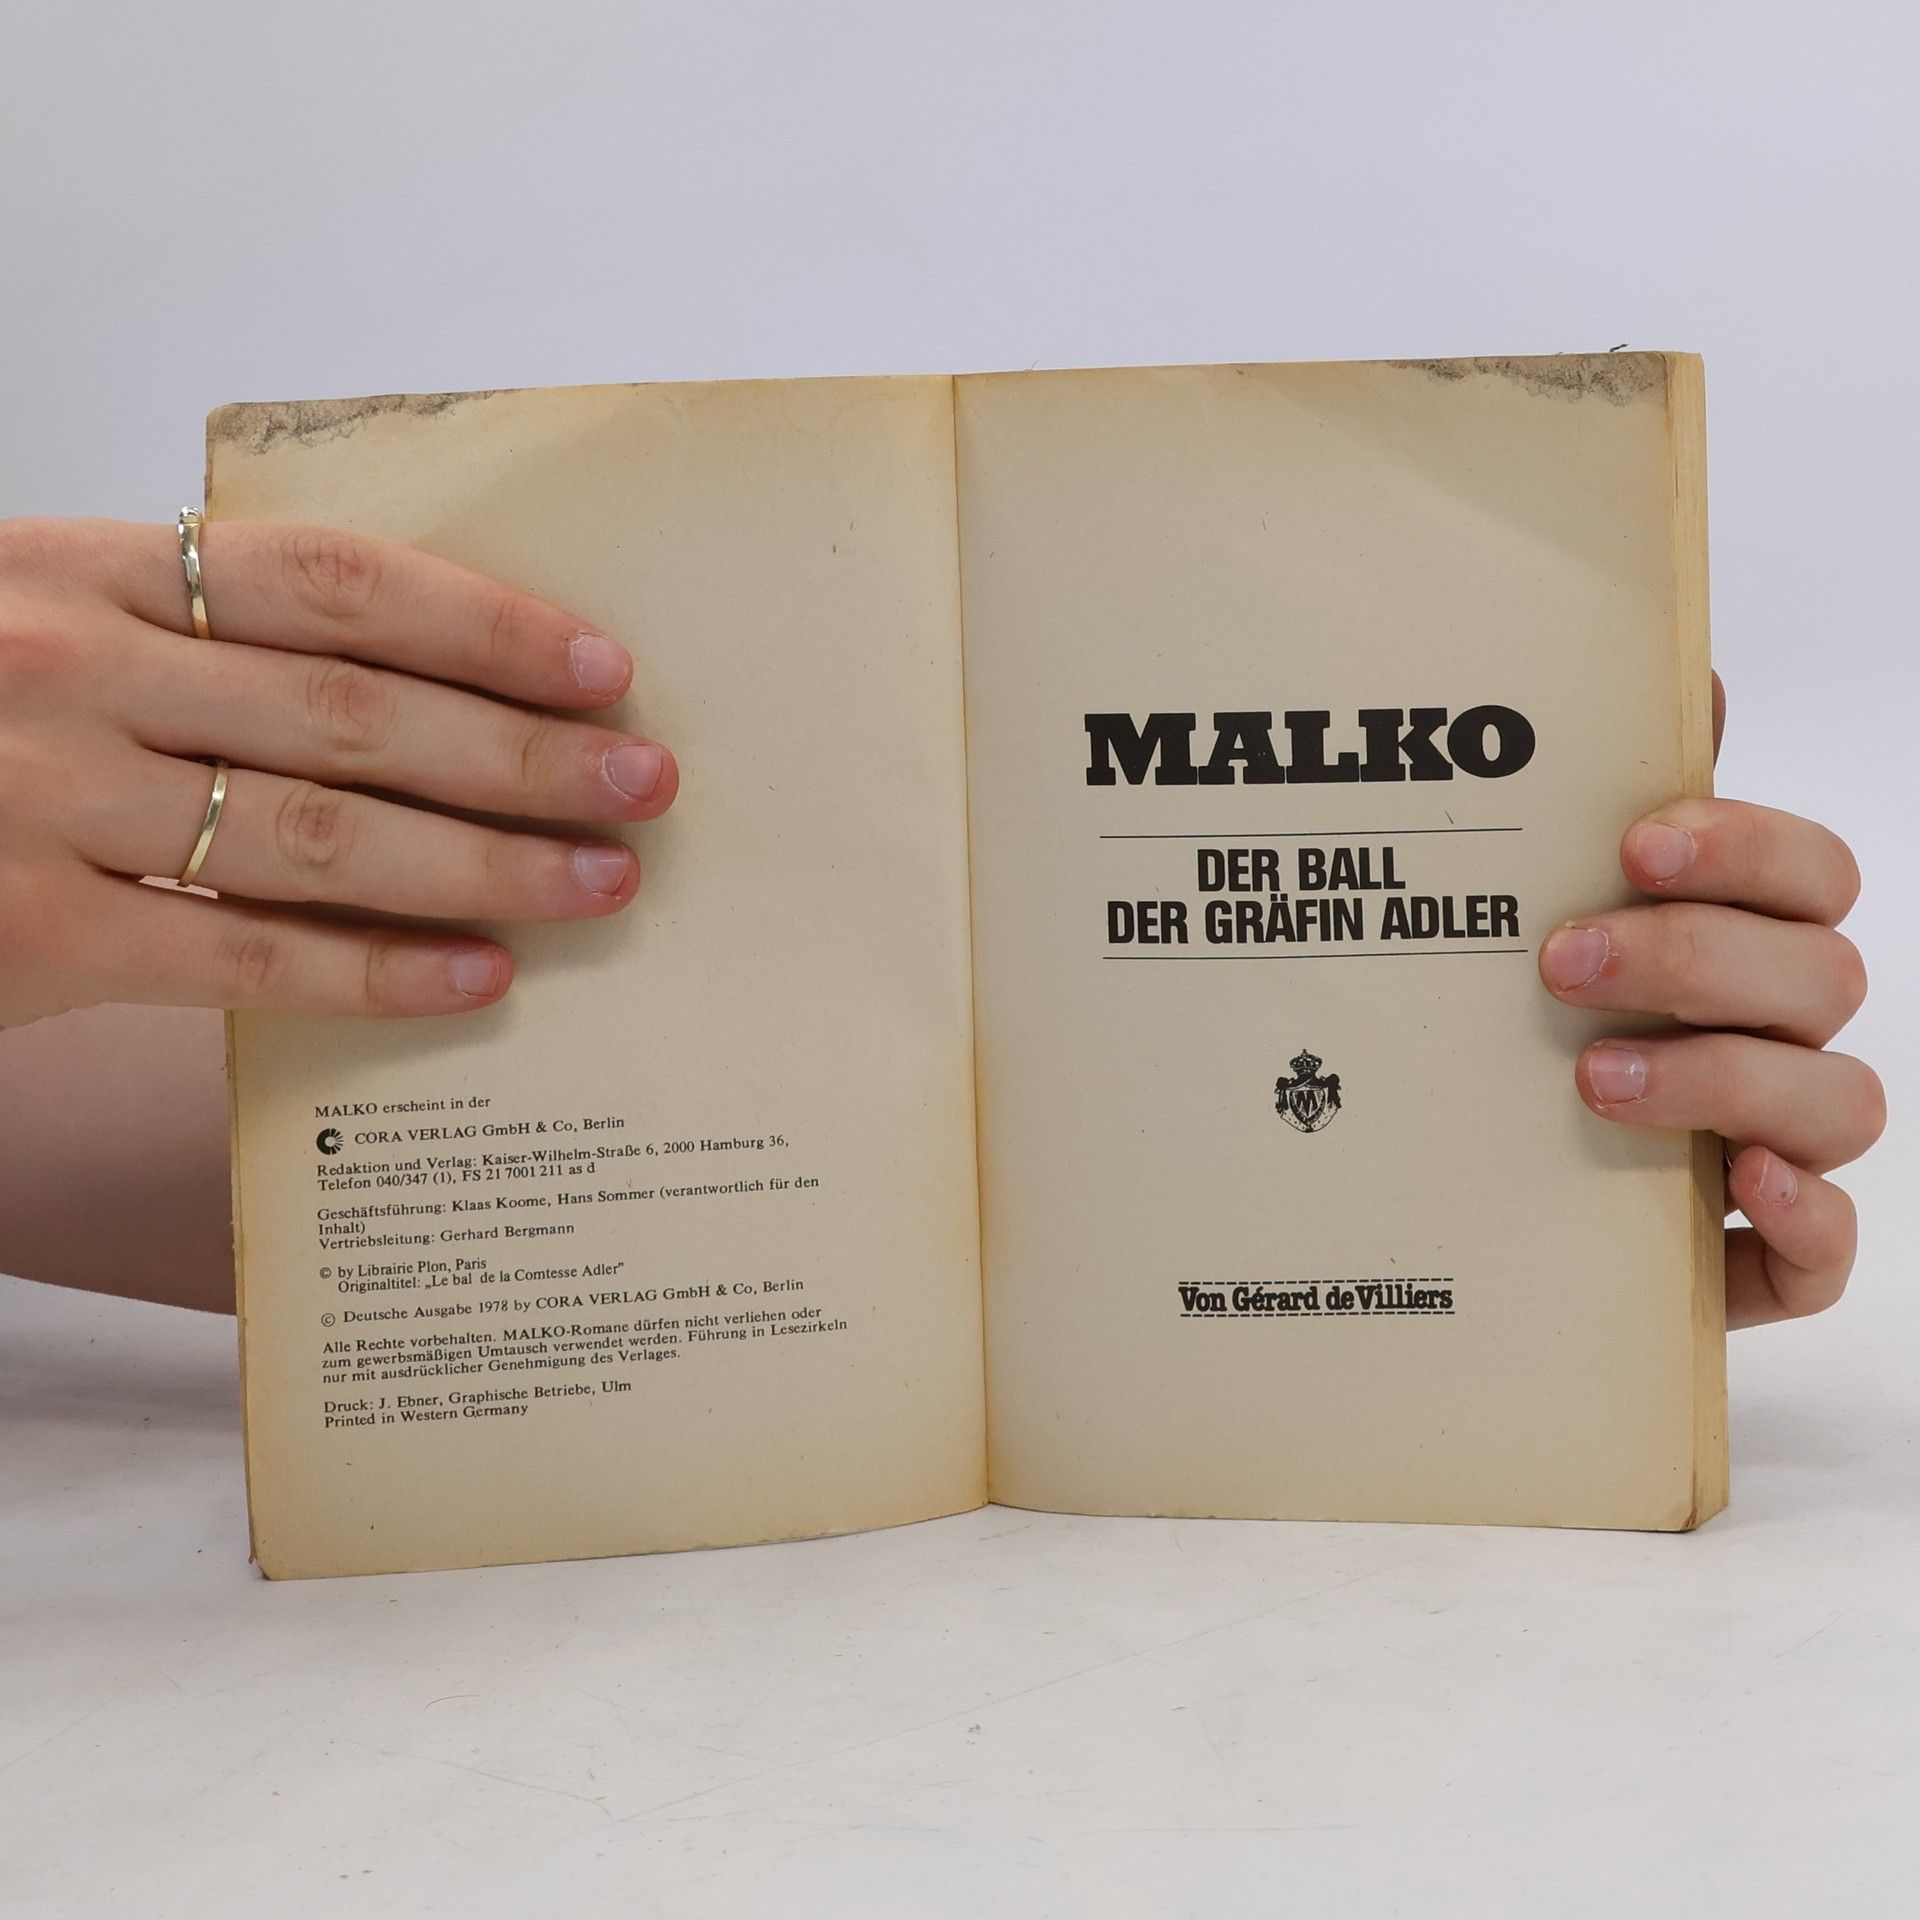 MALKO erscheint in der
CORA VERLAG GmbH & Co, Berlin
Redaktion und Verlag: Kaiser-Wilhelm-Straße 6, 2000 Hamburg 36,
Telefon 040/347 (1), FS 21 7001 211 as d
Geschäftsführung: Klaas Koome, Hans Sommer (verantwortlich für den
Inhalt)
Vertriebsleitung: Gerhard Bergmann
© by Librairie Plon, Paris
Originaltitel: „Le bal de la Comtesse Adler”
© Deutsche Ausgabe 1978 by CORA VERLAG GmbH & Co, Berlin
Alle Rechte vorbehalten. MALKO-Romane dürfen nicht verliehen oder
zum gewerbsmäßigen Umtausch verwendet werden. Führung in Lesezirkeln
nur mit ausdrücklicher Genehmigung des Verlages.
Druck: J. Ebner, Graphische Betriebe, Ulm
Printed in Western Germany
MALKO
DER BALL
DER GRÄFIN ADLER
M
Von Gérard de Villiers